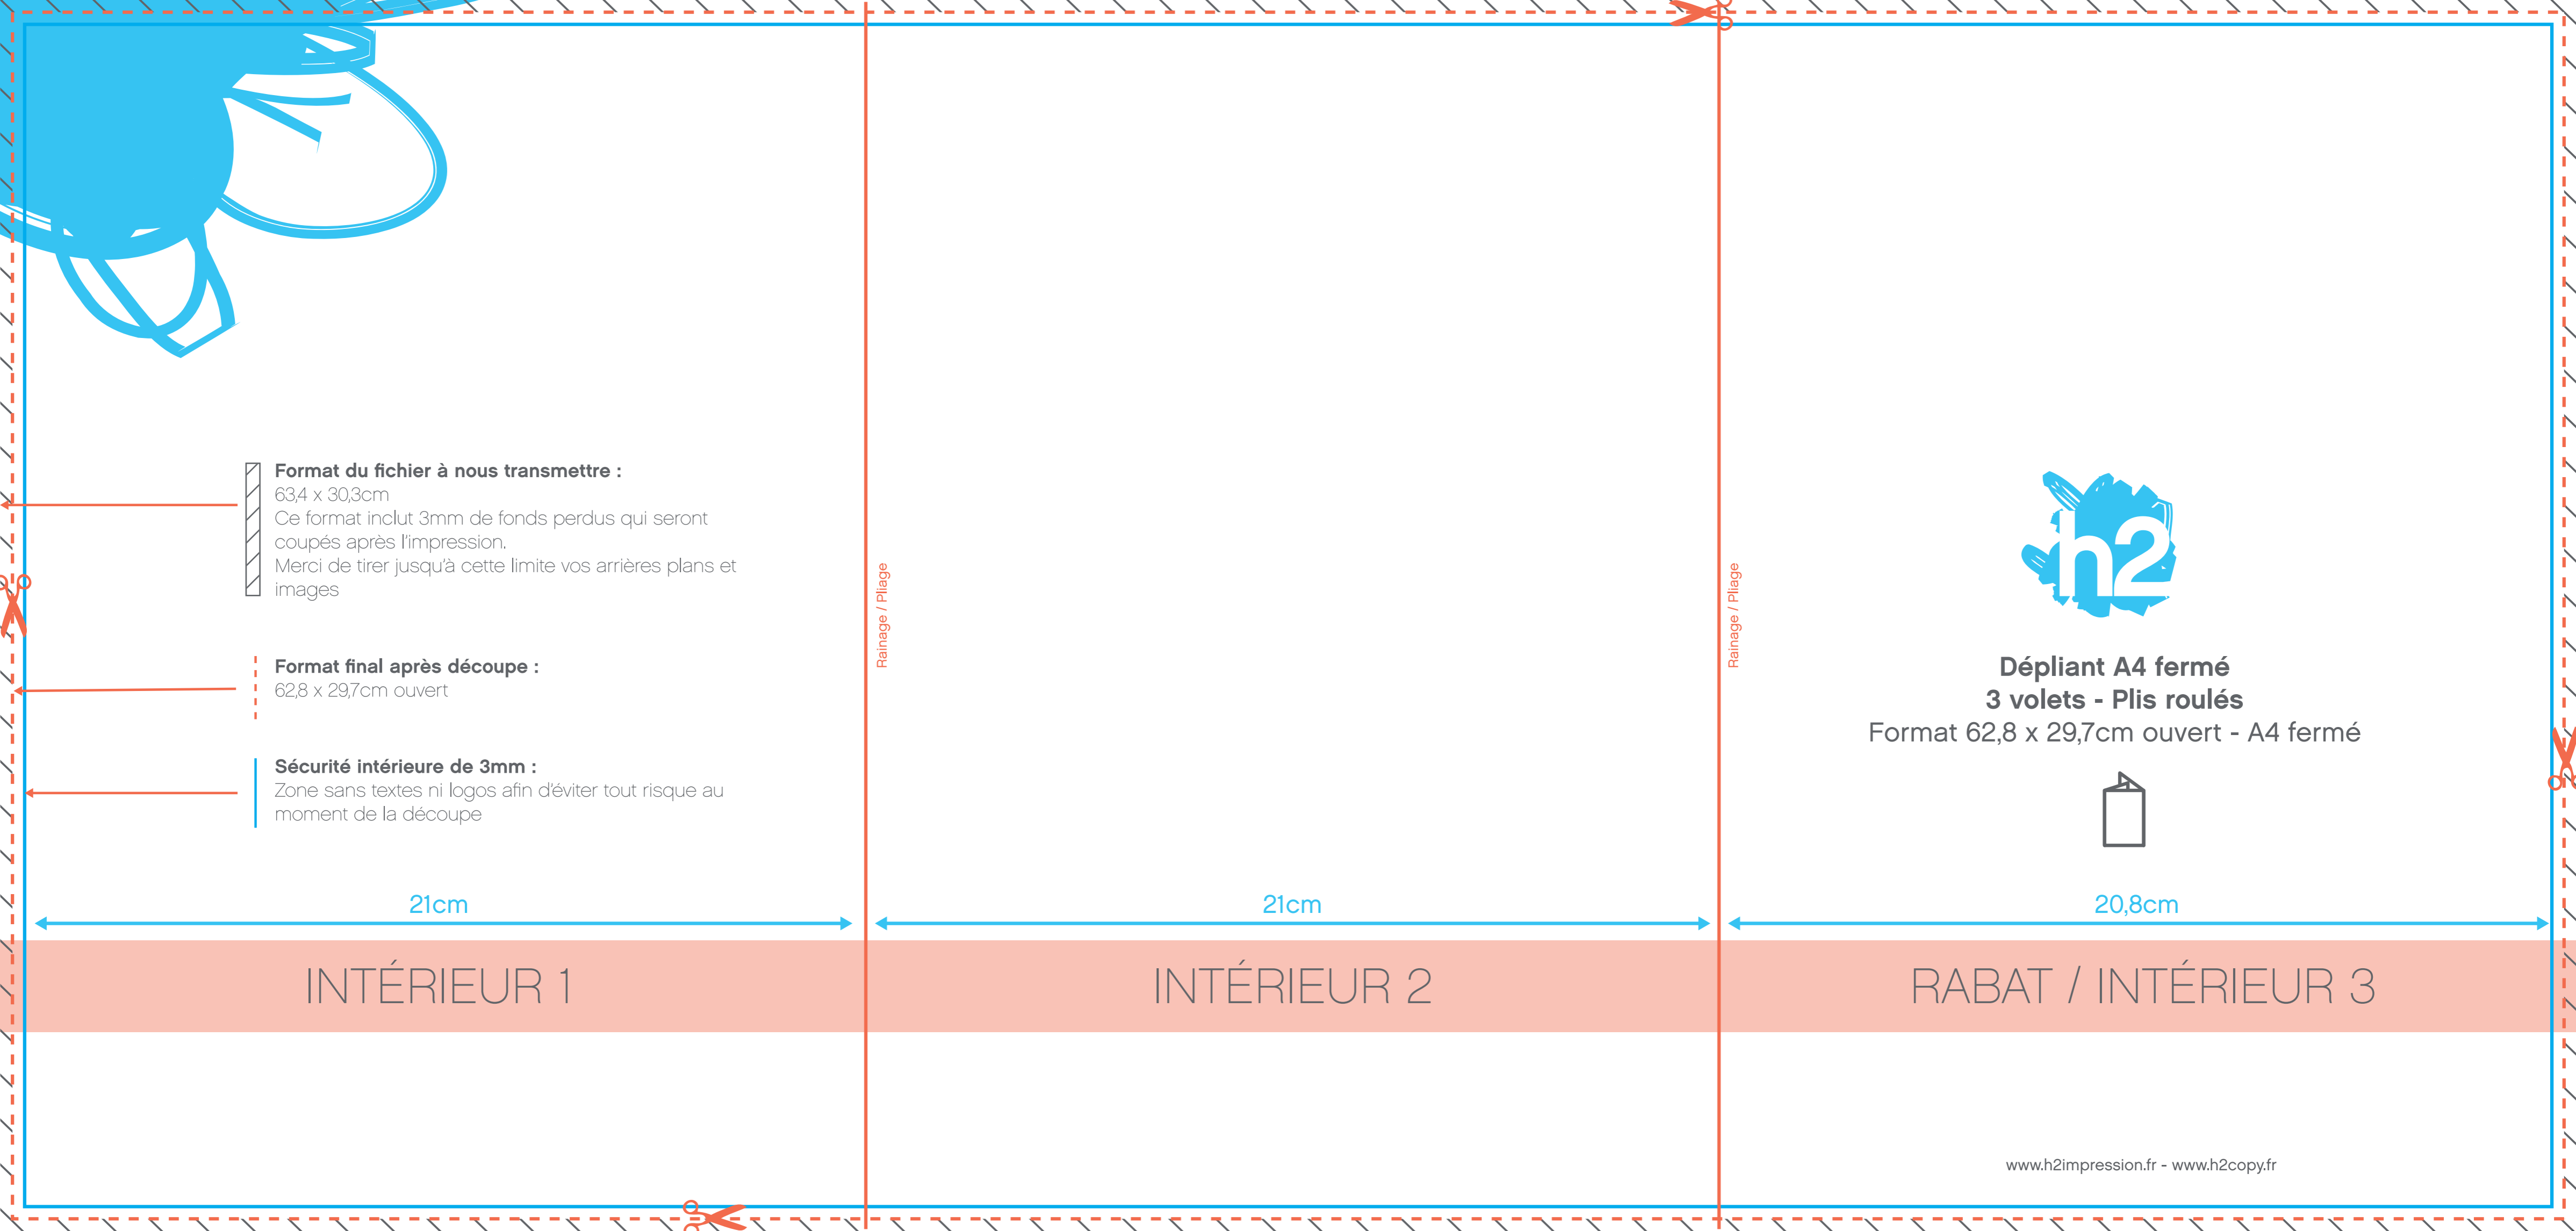 Format du fichier à nous transmettre :
63,4 x 30,3cm
Ce format inclut 3mm de fonds perdus qui seront
coupés après l'impression.
Merci de tirer jusqu'à cette limite vos arrières plans et
images
Format final après découpe :
62,8 x 29,7cm ouvert
Sécurité intérieure de 3mm :
Zone sans textes ni logos afin d'éviter tout risque au
moment de la découpe
21cm
INTÉRIEUR 1
Rainage / Pliage
21cm
INTÉRIEUR 2
Rainage / Pliage
h2
Dépliant A4 fermé
3 volets - Plis roulés
Format 62,8 x 29,7cm ouvert - A4 fermé
20,8cm
RABAT / INTÉRIEUR 3
www.h2impression.fr - www.h2copy.fr